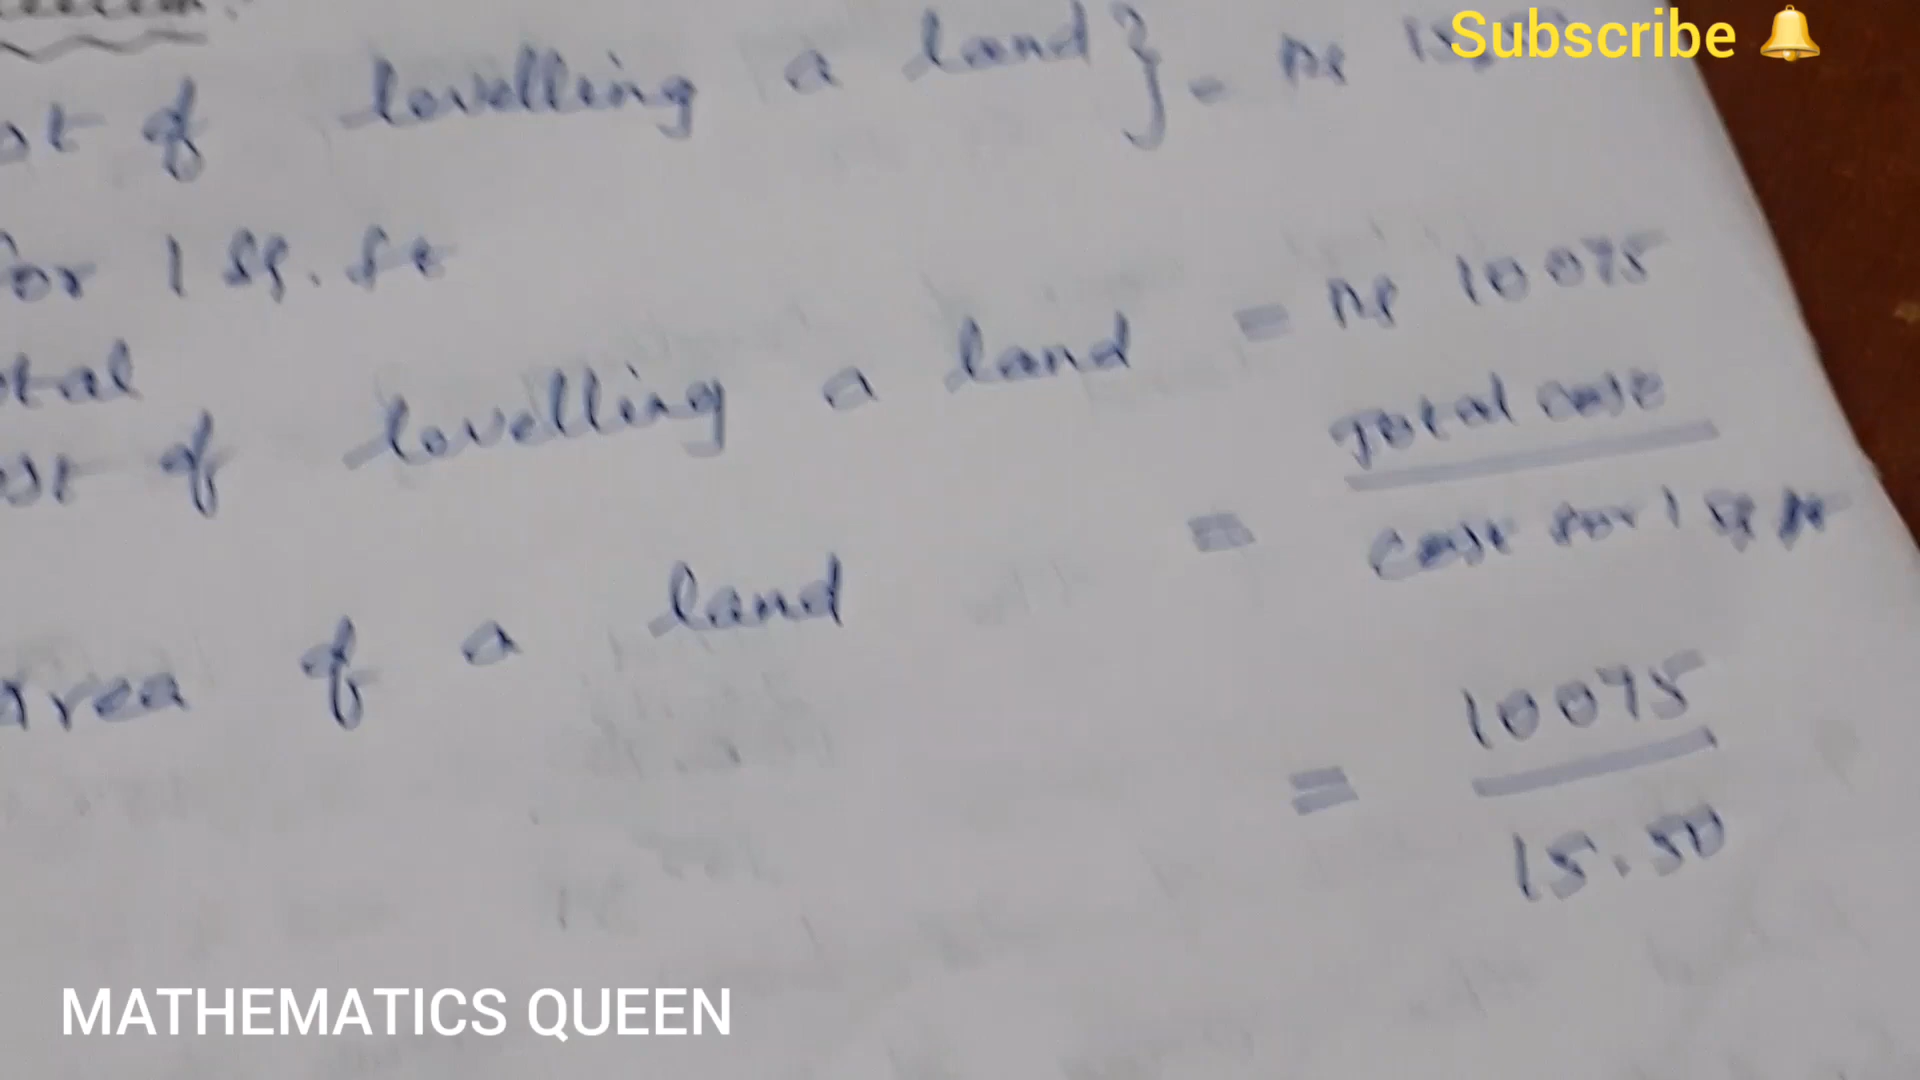 Subscribe 🔔
of levelling a land} = Rs
for 1 sq. ft
total
cost of levelling a land = Rs 10075
area of a land = Total cost
cost for 1 sq ft
= 10075
15.50
MATHEMATICS QUEEN